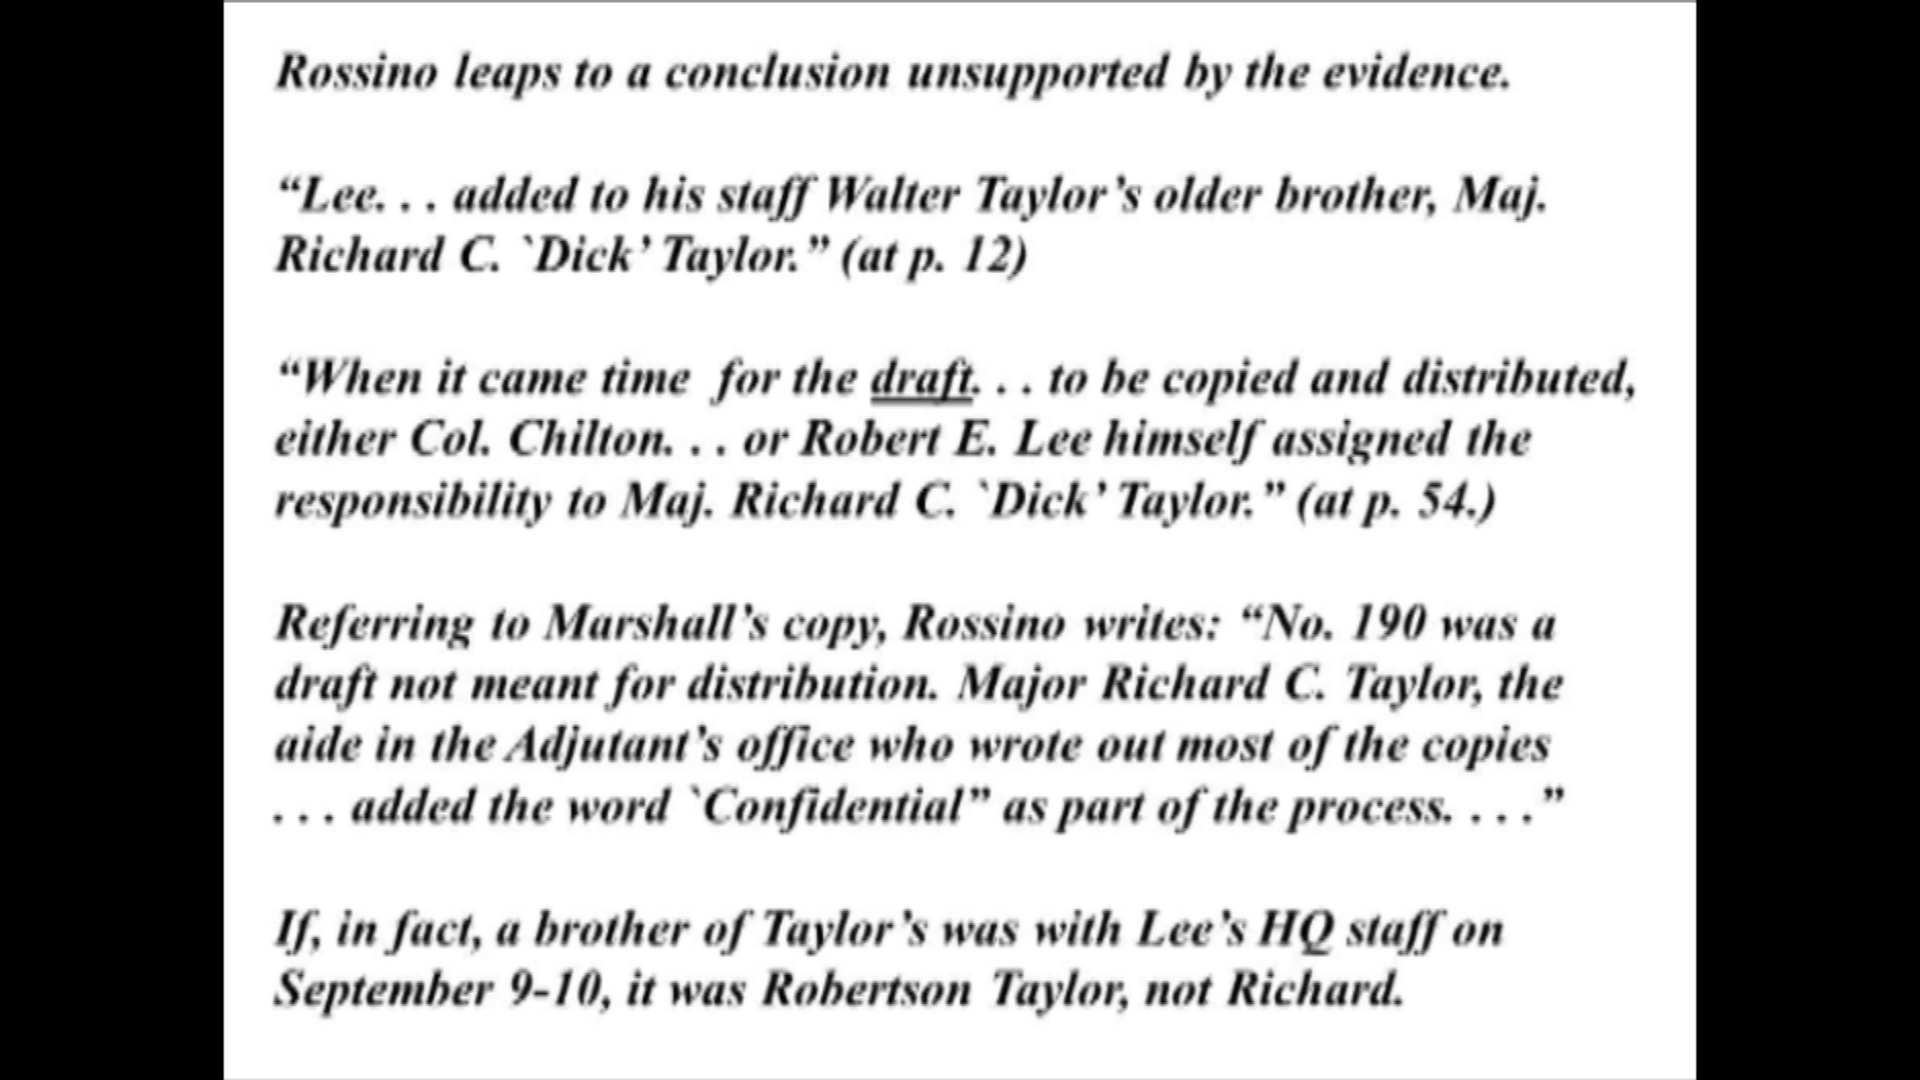 Rossino leaps to a conclusion unsupported by the evidence.
“Lee. . . added to his staff Walter Taylor’s older brother, Maj.
Richard C. `Dick’ Taylor.” (at p. 12)
“When it came time for the draft. . . to be copied and distributed,
either Col. Chilton. . . or Robert E. Lee himself assigned the
responsibility to Maj. Richard C. `Dick’ Taylor.” (at p. 54.)
Referring to Marshall’s copy, Rossino writes: “No. 190 was a
draft not meant for distribution. Major Richard C. Taylor, the
aide in the Adjutant’s office who wrote out most of the copies
. . . added the word `Confidential” as part of the process. . . .”
If, in fact, a brother of Taylor’s was with Lee’s HQ staff on
September 9-10, it was Robertson Taylor, not Richard.